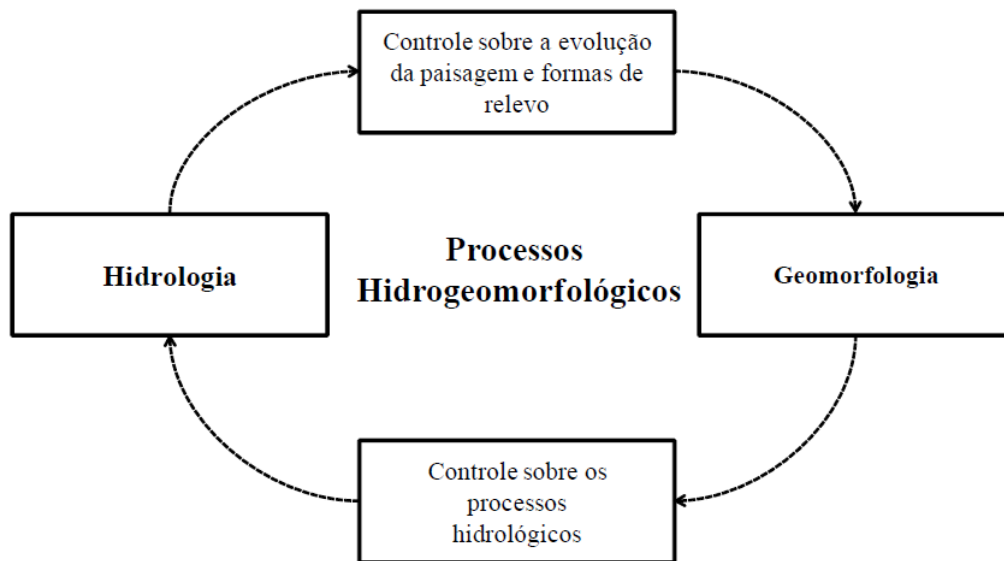 Controle sobre a evolução
da paisagem e formas de
relevo
Hidrologia
Processos
Hidrogeomorfológicos
Geomorfologia
Controle sobre os
processos
hidrológicos